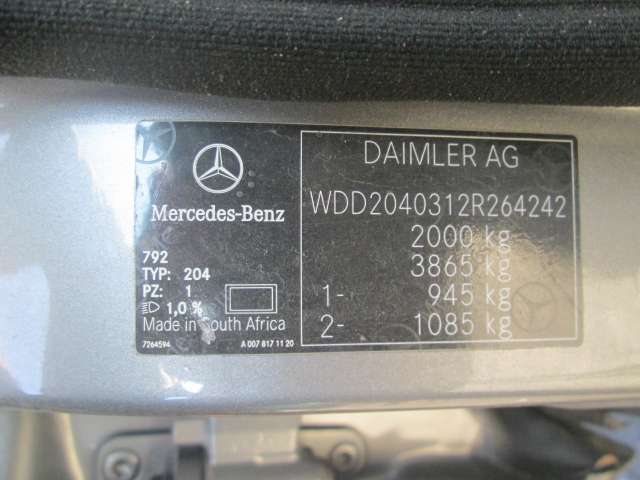 Mercedes-Benz
792
TYP: 204
PZ: 1
1,0 %
Made in South Africa
7264594
A 007 817 11 20
DAIMLER AG
WDD2040312R264242
2000 kg
3865 kg
1- 945 kg
2- 1085 kg